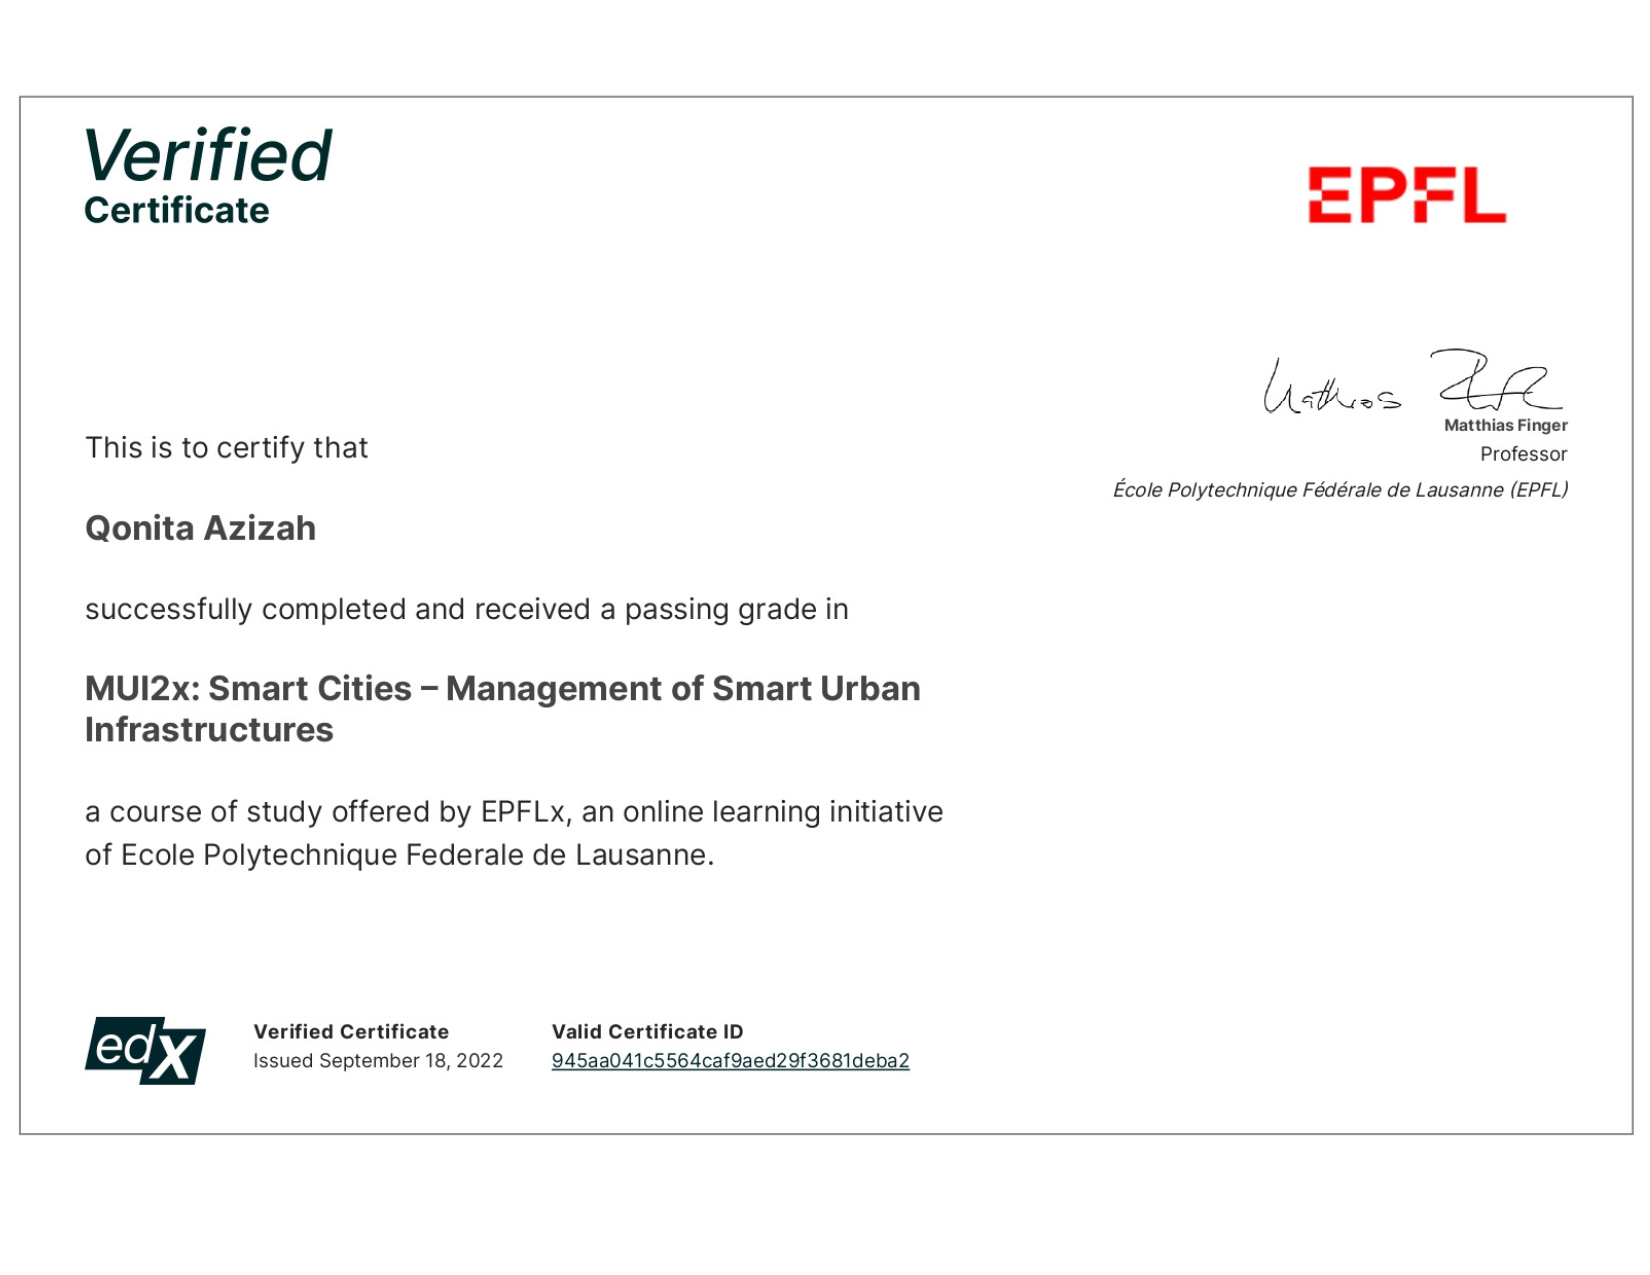 Verified
Certificate
EPFL
Mathias
Matthias Finger
Professor
École Polytechnique Fédérale de Lausanne (EPFL)
This is to certify that
Qonita Azizah
successfully completed and received a passing grade in
MUI2x: Smart Cities – Management of Smart Urban
Infrastructures
a course of study offered by EPFLx, an online learning initiative
of Ecole Polytechnique Federale de Lausanne.
edX
Verified Certificate
Issued September 18, 2022
Valid Certificate ID
945aa041c5564caf9aed29f3681deba2